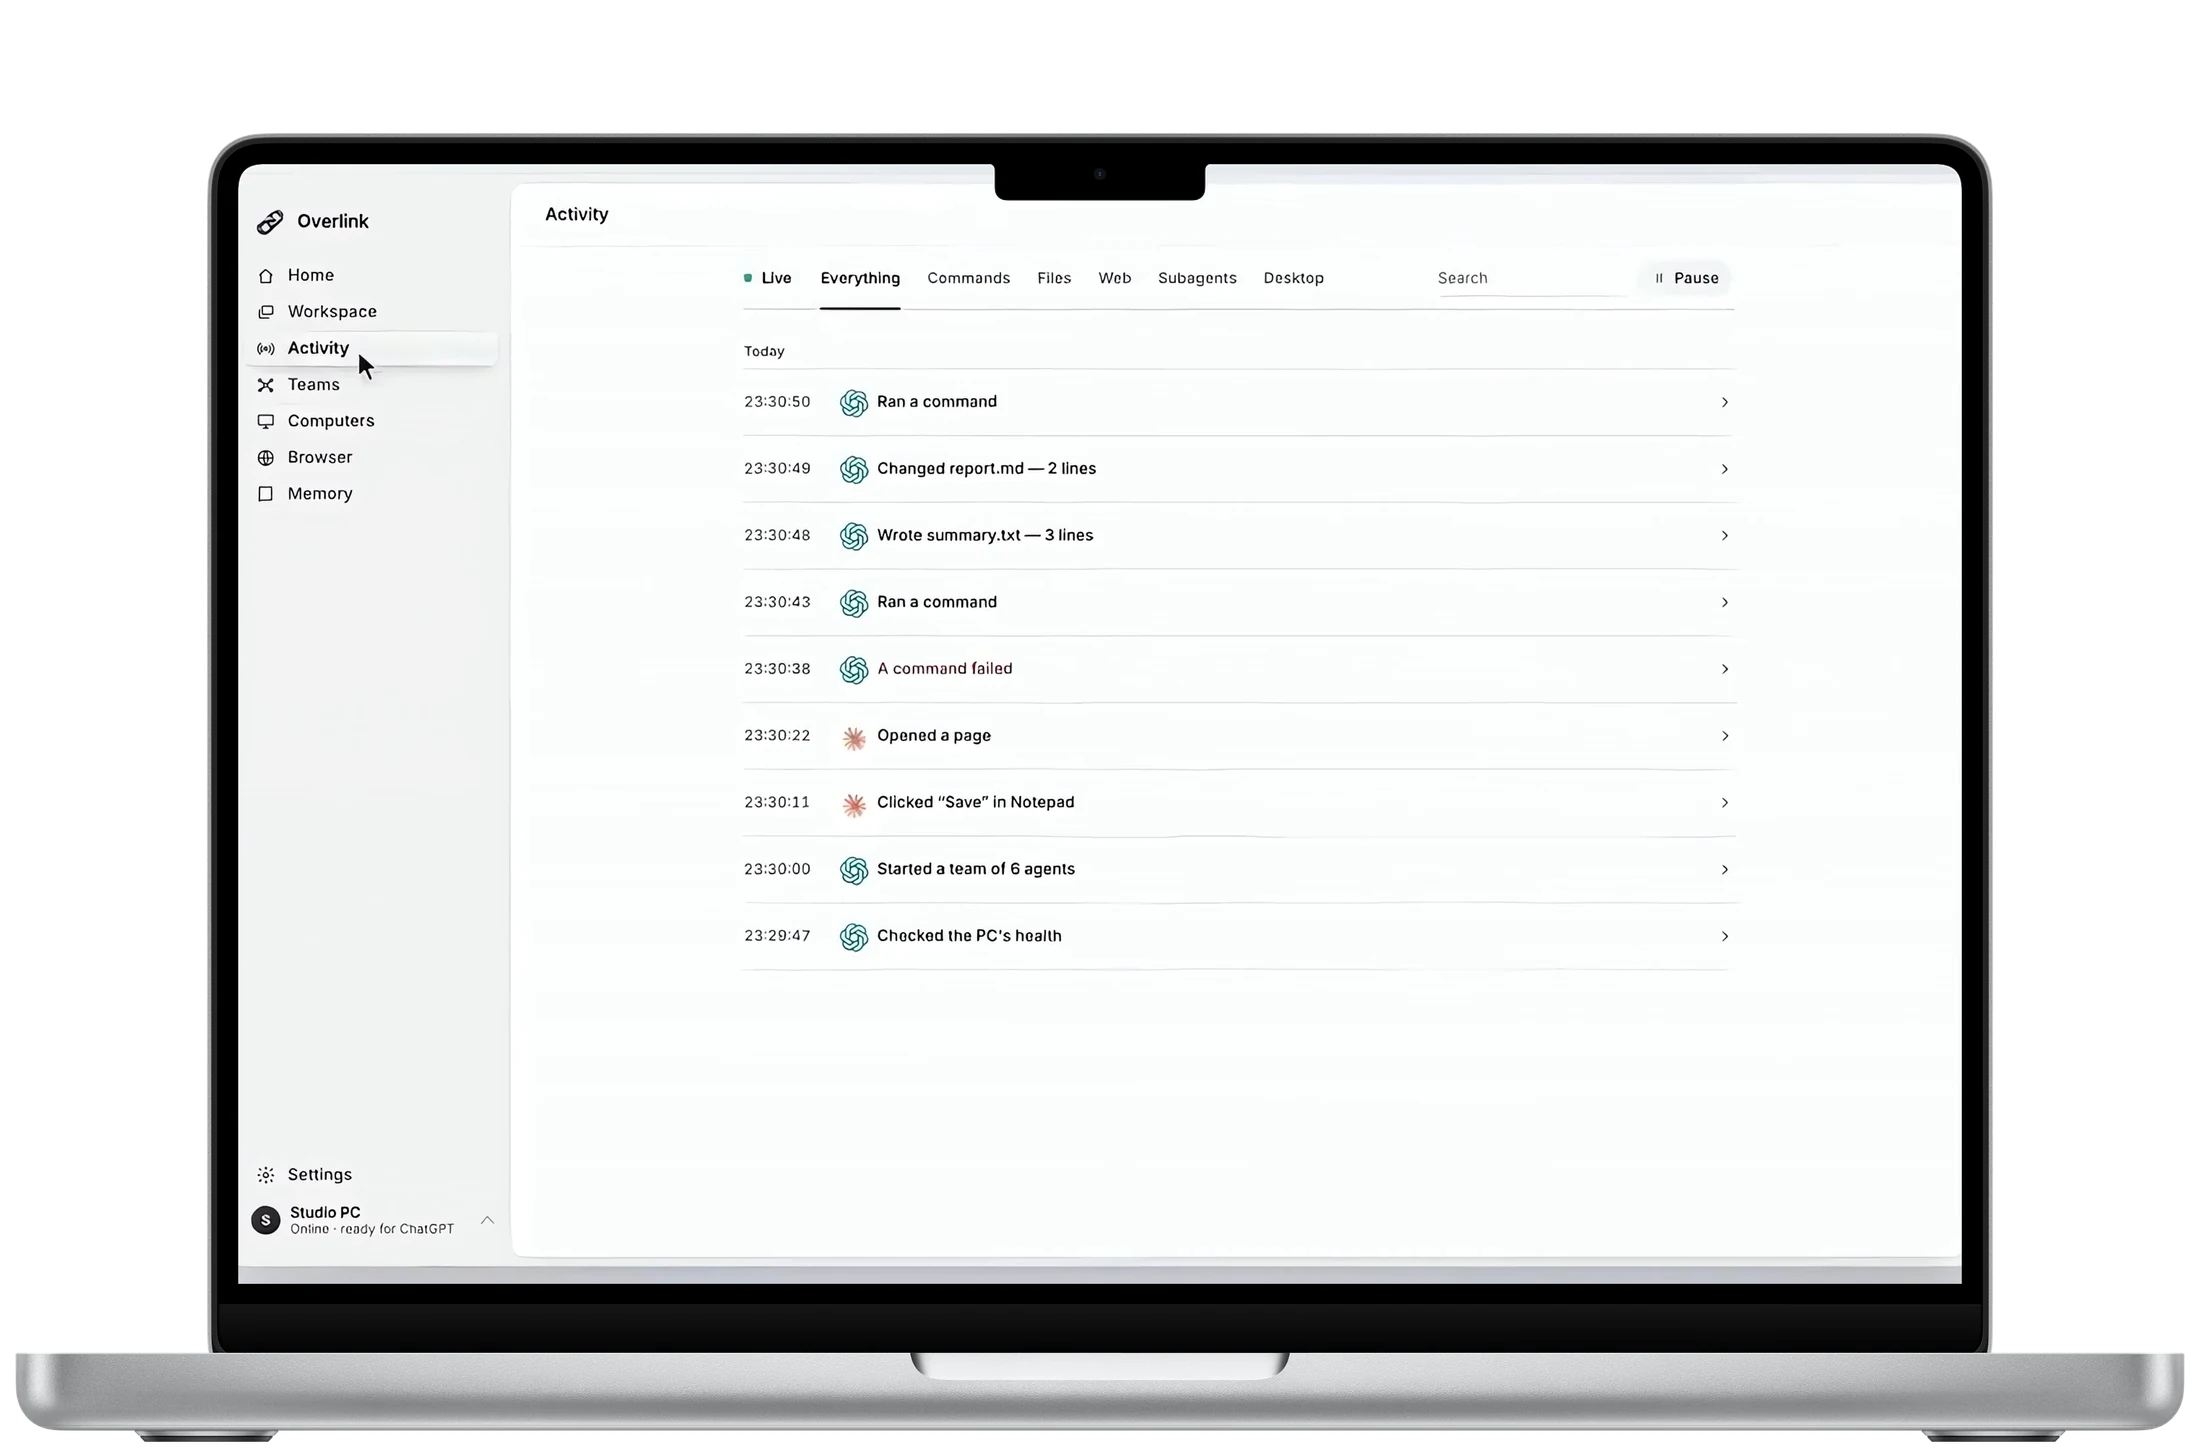 Overlink
Home
Workspace
Activity
Teams
Computers
Browser
Memory
Settings
S
Studio PC
Online · ready for ChatGPT
Activity
Live Everything Commands Files Web Subagents Desktop Search Pause
Today
23:30:50 Ran a command
23:30:49 Changed report.md — 2 lines
23:30:48 Wrote summary.txt — 3 lines
23:30:43 Ran a command
23:30:38 A command failed
23:30:22 Opened a page
23:30:11 Clicked “Save” in Notepad
23:30:00 Started a team of 6 agents
23:29:47 Checked the PC's health